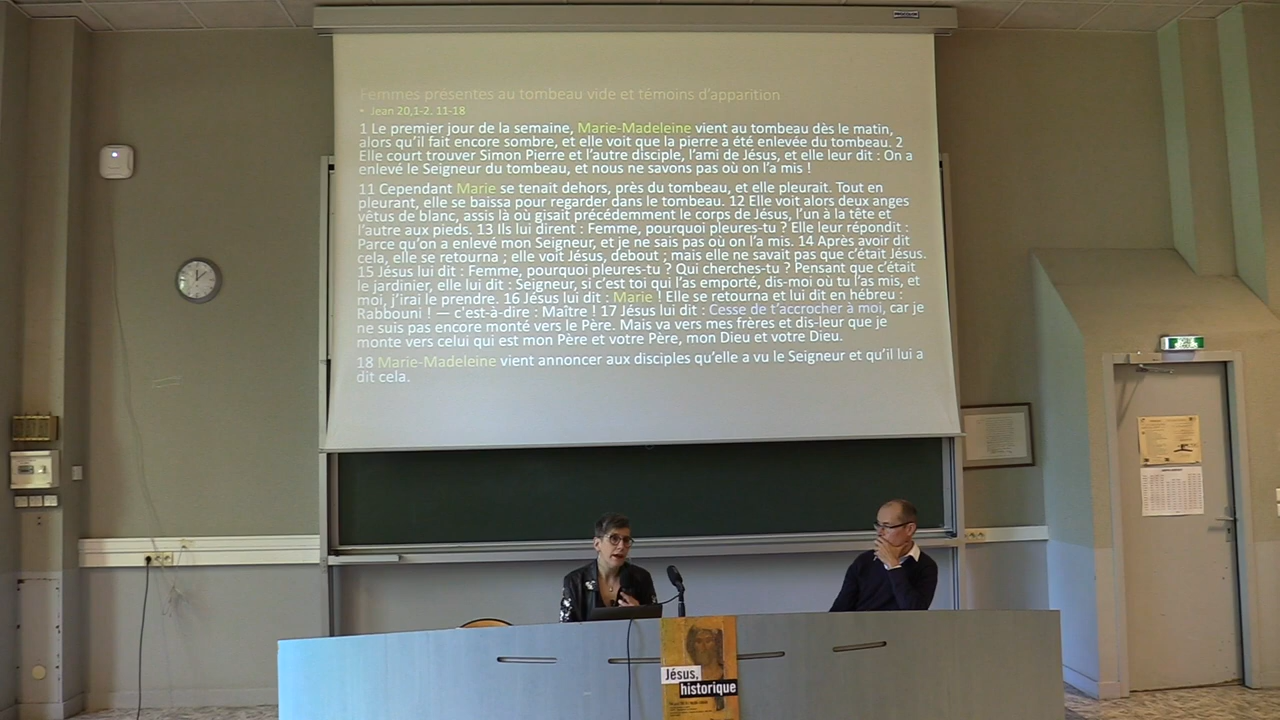 Femmes présentes au tombeau vide et témoins d'apparition
• Jean 20,1-2. 11-18
1 Le premier jour de la semaine, Marie-Madeleine vient au tombeau dès le matin,
alors qu'il fait encore sombre, et elle voit que la pierre a été enlevée du tombeau. 2
Elle court trouver Simon Pierre et l'autre disciple, l'ami de Jésus, et elle leur dit : On a
enlevé le Seigneur du tombeau, et nous ne savons pas où on l'a mis !
11 Cependant Marie se tenait dehors, près du tombeau, et elle pleurait. Tout en
pleurant, elle se baissa pour regarder dans le tombeau. 12 Elle voit alors deux anges
vêtus de blanc, assis là où gisait précédemment le corps de Jésus, l'un à la tête et
l'autre aux pieds. 13 Ils lui dirent : Femme, pourquoi pleures-tu ? Elle leur répondit :
Parce qu'on a enlevé mon Seigneur, et je ne sais pas où on l'a mis. 14 Après avoir dit
cela, elle se retourna ; elle voit Jésus, debout ; mais elle ne savait pas que c'était Jésus.
15 Jésus lui dit : Femme, pourquoi pleures-tu ? Qui cherches-tu ? Pensant que c'était
le jardinier, elle lui dit : Seigneur, si c'est toi qui l'as emporté, dis-moi où tu l'as mis, et
moi, j'irai le prendre. 16 Jésus lui dit : Marie ! Elle se retourna et lui dit en hébreu :
Rabbouni ! — c'est-à-dire : Maître ! 17 Jésus lui dit : Cesse de t'accrocher à moi, car je
ne suis pas encore monté vers le Père. Mais va vers mes frères et dis-leur que je
monte vers celui qui est mon Père et votre Père, mon Dieu et votre Dieu.
18 Marie-Madeleine vient annoncer aux disciples qu'elle a vu le Seigneur et qu'il lui a
dit cela.
Jésus,
historique